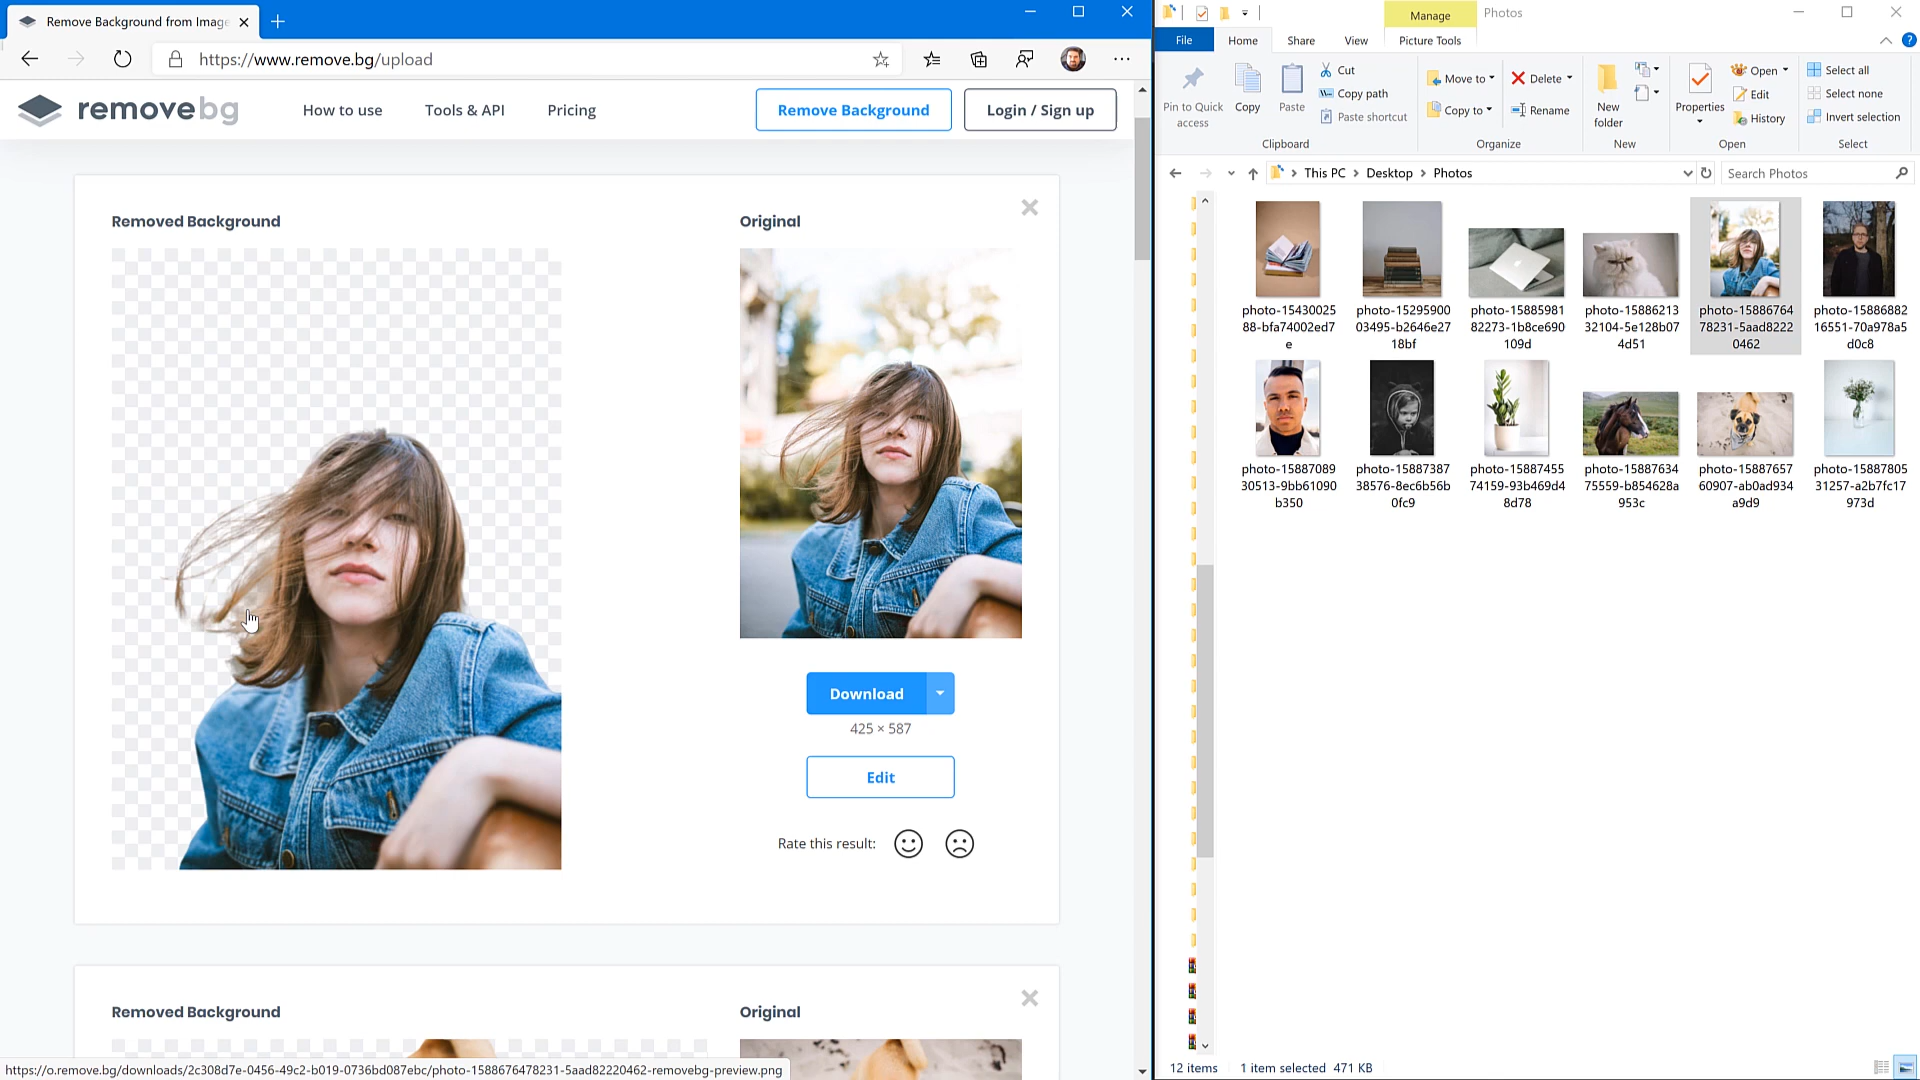 Remove Background from Image
https://www.remove.bg/upload
removebg
How to use
Tools & API
Pricing
Remove Background
Login / Sign up
Removed Background
Original
Download
425 × 587
Edit
Rate this result:
Removed Background
Original
https://o.remove.bg/downloads/2c308d7e-0456-49c2-b019-0736bd087ebc/photo-1588676478231-5aad82220462-removebg-preview.png
Manage
Photos
File
Home
Share
View
Picture Tools
Pin to Quick access
Copy
Paste
Cut
Copy path
Paste shortcut
Clipboard
Move to
Copy to
Delete
Rename
Organize
New folder
New
Properties
Open
Edit
History
Open
Select all
Select none
Invert selection
Select
This PC
Desktop
Photos
Search Photos
photo-15430025
88-bfa74002ed7
e
photo-15295900
03495-b2646e27
18bf
photo-15885981
82273-1b8ce690
109d
photo-15886213
32104-5e128b07
4d51
photo-15886764
78231-5aad8222
0462
photo-15886882
16551-70a978a5
d0c8
photo-15887089
30513-9bb61090
b350
photo-15887387
38576-8ec6b56b
0fc9
photo-15887455
74159-93b469d4
8d78
photo-15887634
75559-b854628a
953c
photo-15887657
60907-ab0ad934
a9d9
photo-15887805
31257-a2b7fc17
973d
12 items
1 item selected 471 KB